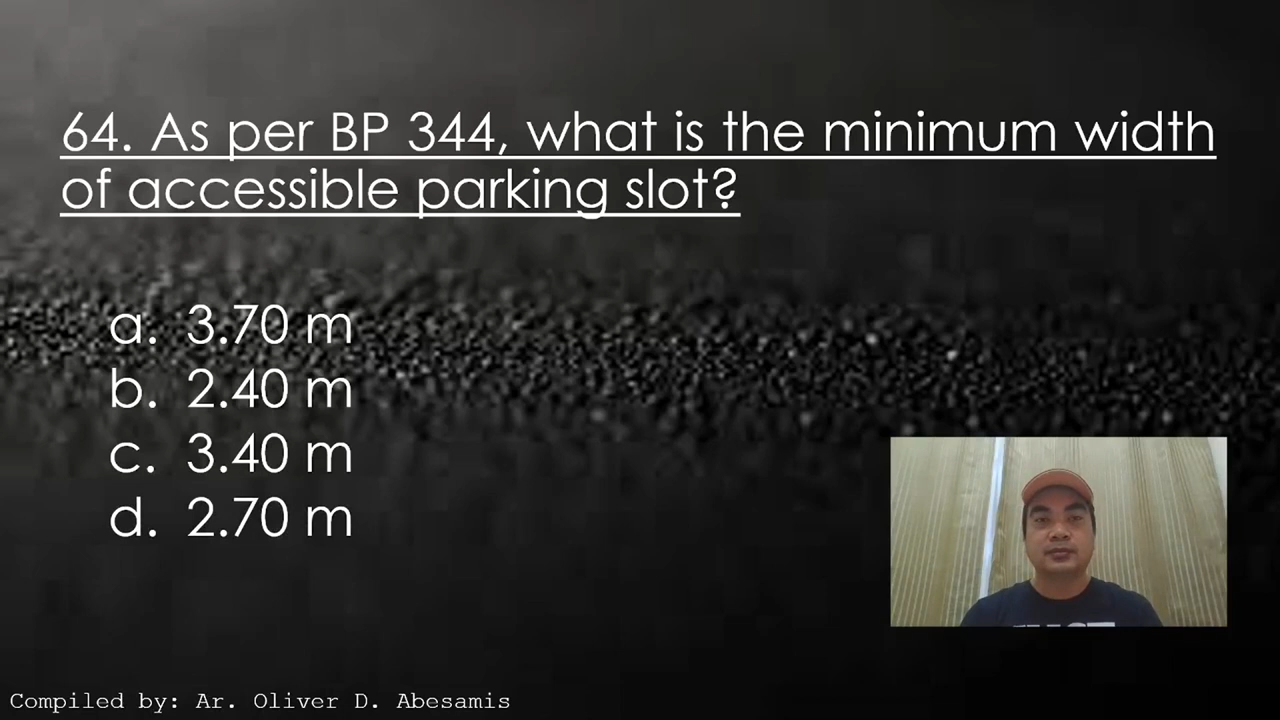 64. As per BP 344, what is the minimum width
of accessible parking slot?
a. 3.70 m
b. 2.40 m
c. 3.40 m
d. 2.70 m
Compiled by: Ar. Oliver D. Abesamis